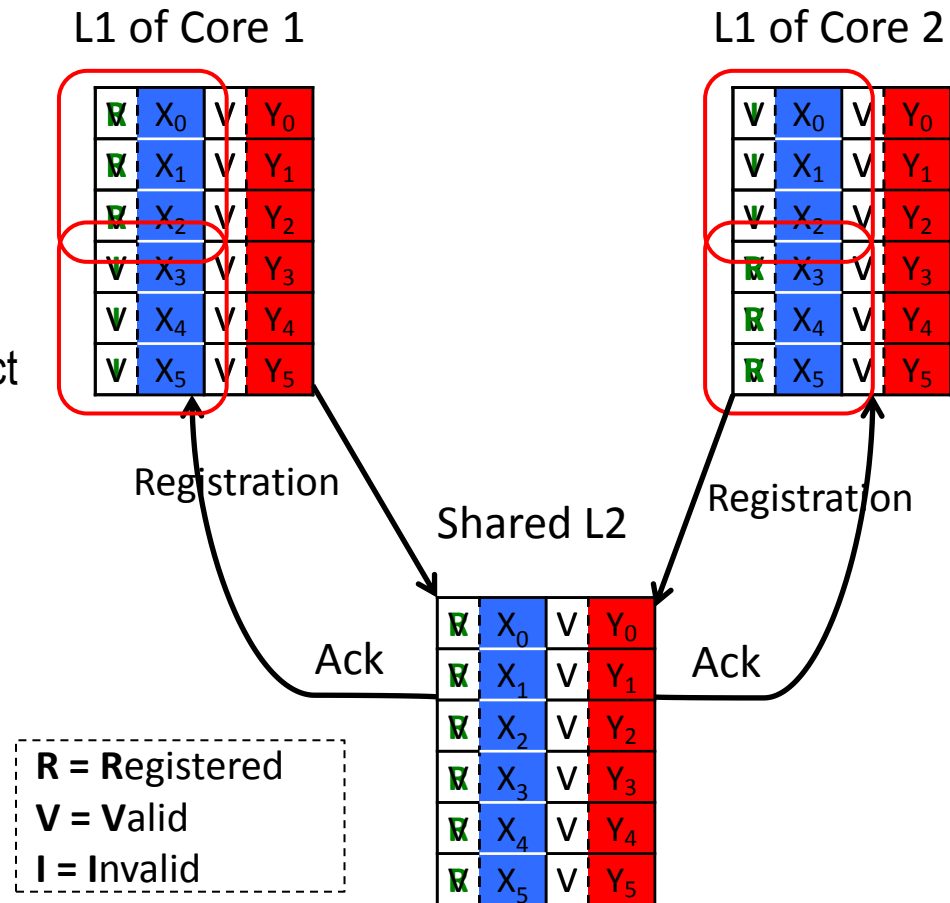 L1 of Core 1
R V X0 V Y0
R V X1 V Y1
R V X2 V Y2
I V X3 V Y3
I V X4 V Y4
I V X5 V Y5
L1 of Core 2
I V X0 V Y0
I V X1 V Y1
I V X2 V Y2
R V X3 V Y3
R V X4 V Y4
R V X5 V Y5
ct
Registration
Registration
Shared L2
Ack
Ack
R V X0 V Y0
R V X1 V Y1
R V X2 V Y2
R V X3 V Y3
R V X4 V Y4
R V X5 V Y5
R = Registered
V = Valid
I = Invalid